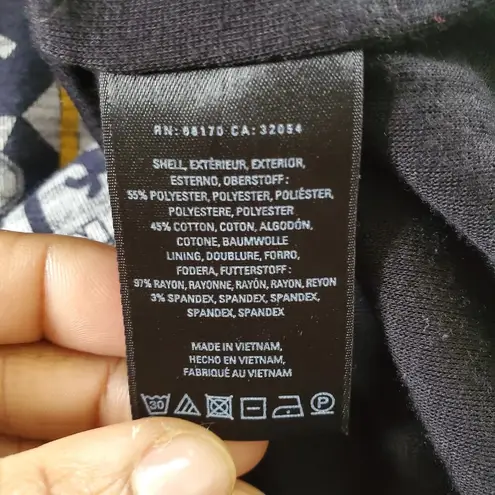 RN: 68170 CA: 32054
SHELL, EXTÉRIEUR, EXTERIOR,
ESTERNO, OBERSTOFF:
55% POLYESTER, POLYESTER, POLIÉSTER,
POLYESTERE, POLYESTER
45% COTTON, COTON, ALGODÓN,
COTONE, BAUMWOLLE
LINING, DOUBLURE, FORRO,
FODERA, FUTTERSTOFF:
97% RAYON, RAYONNE, RAYÓN, RAYON, REYON
3% SPANDEX, SPANDEX, SPANDEX,
SPANDEX, SPANDEX
MADE IN VIETNAM,
HECHO EN VIETNAM,
FABRIQUÉ AU VIETNAM
30 P